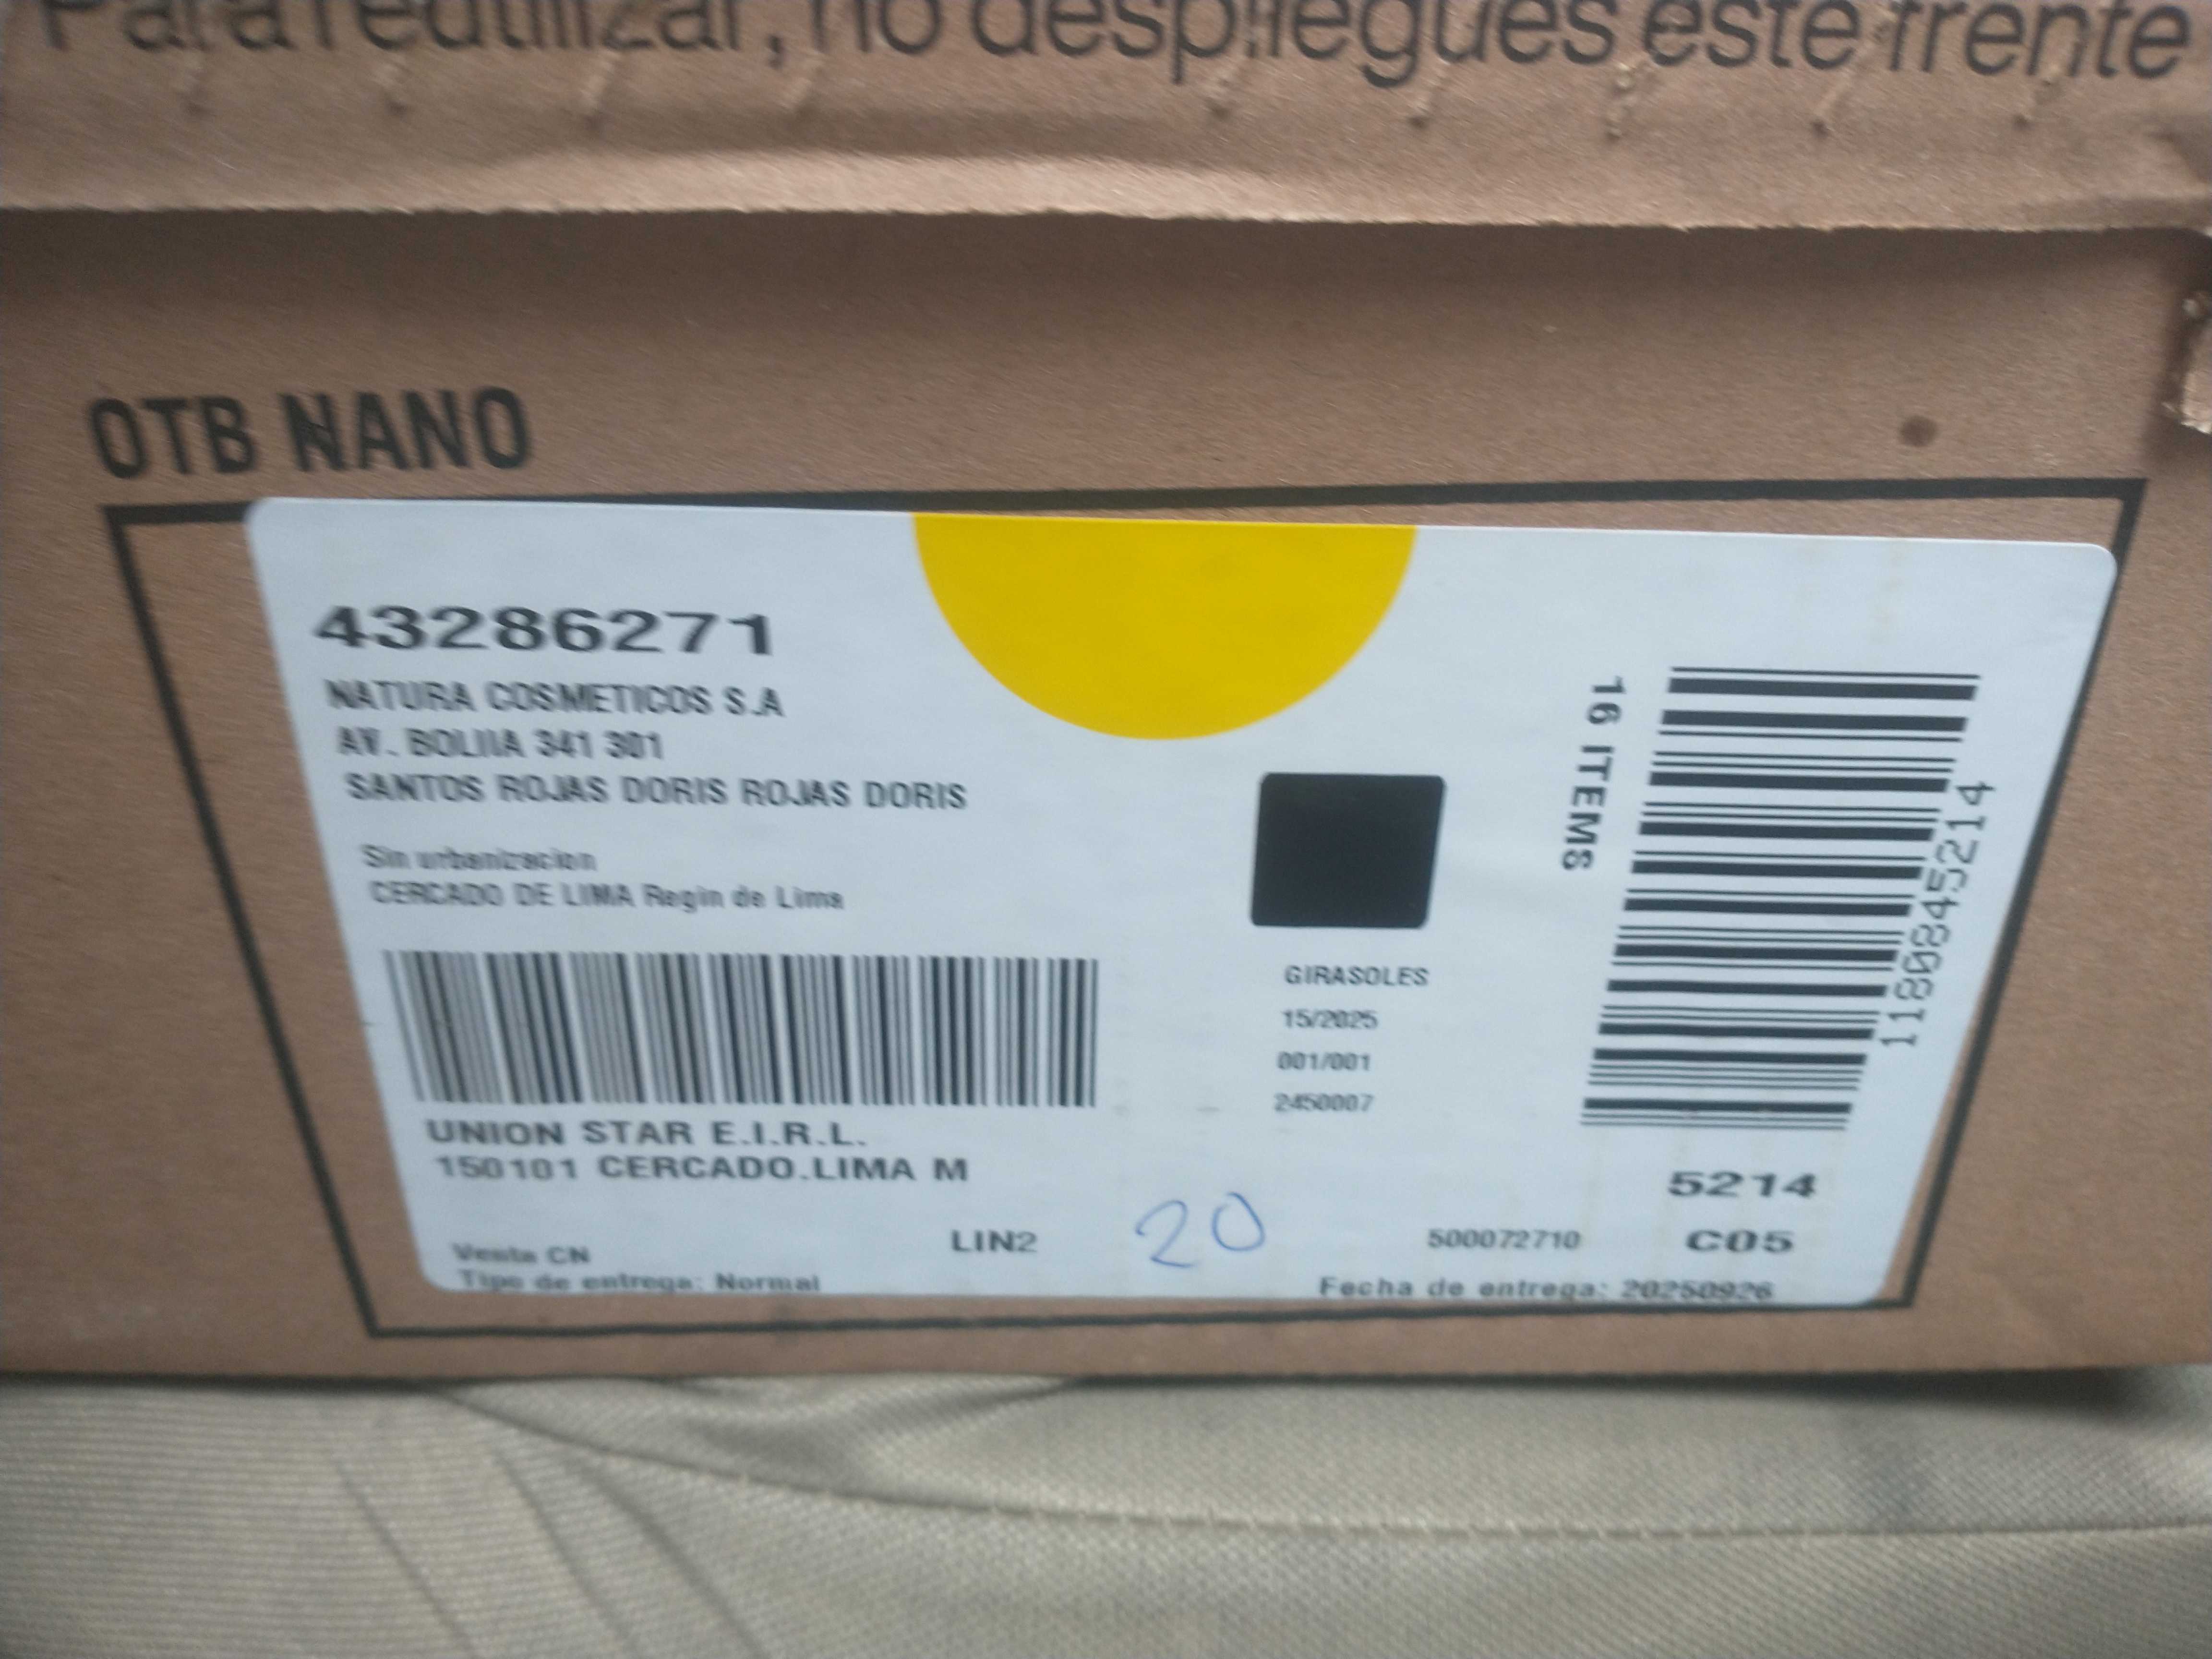 Para reutilizar, no despliegues este frente
OTB NANO
43286271
NATURA COSMETICOS S.A
AV. BOLIIA 341 301
SANTOS ROJAS DORIS ROJAS DORIS
Sin urbanizacion
CERCADO DE LIMA Regin de Lima
UNION STAR E.I.R.L.
150101 CERCADO.LIMA M
Venta CN
Tipo de entrega: Normal
LIN2
20
GIRASOLES
15/2025
001/001
2450007
16 ITEMS
1180845214
5214
500072710
C05
Fecha de entrega: 20250926